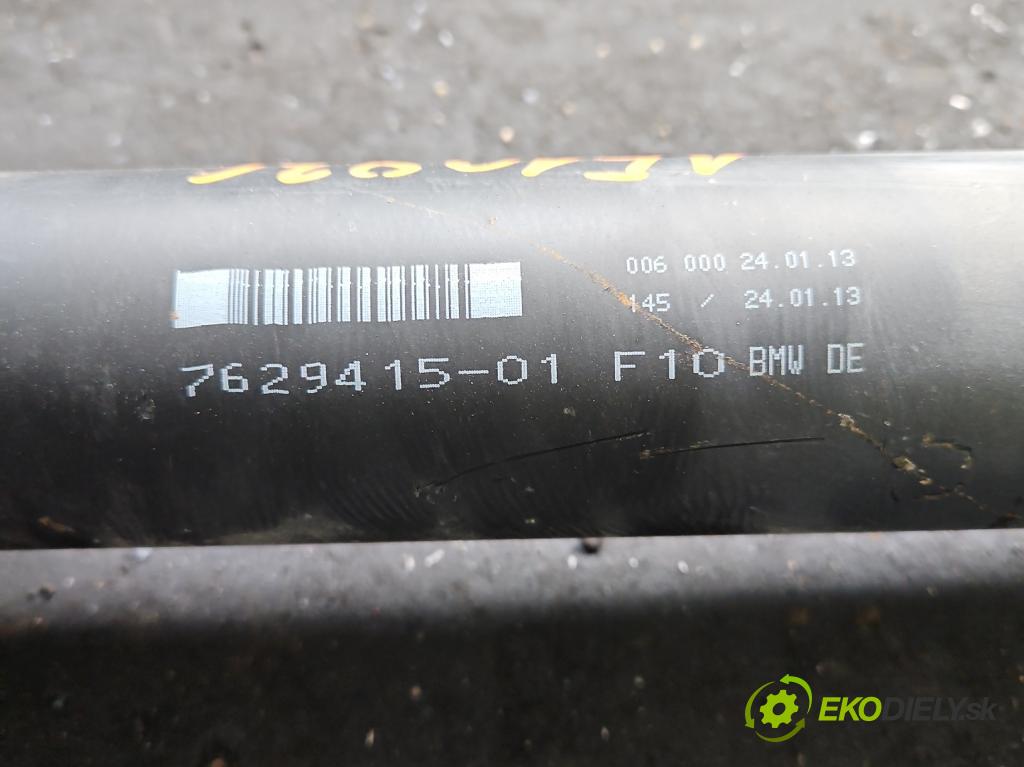 006 000 24.01.13
145 / 24.01.13
7629415-01 F10 BMW DE
EKODIELY.sk